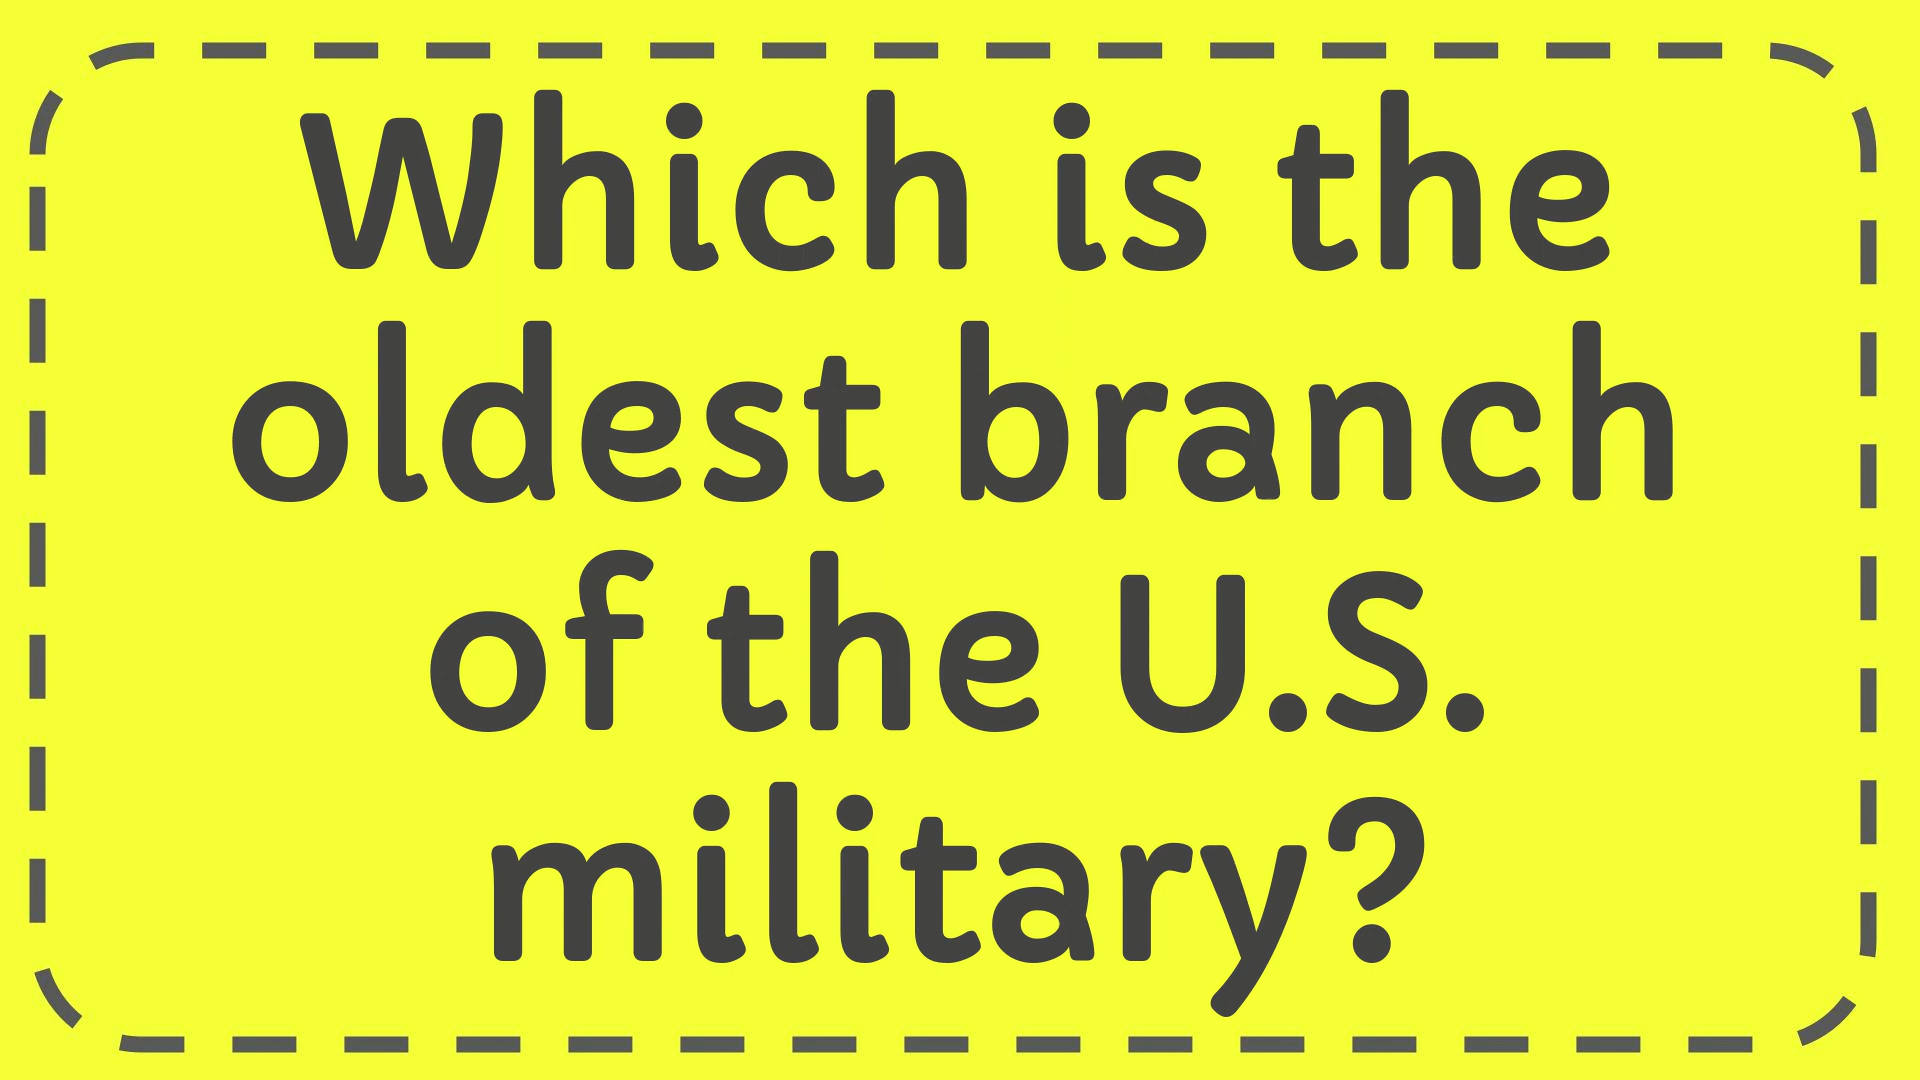 Which is the
oldest branch
of the U.S.
military?